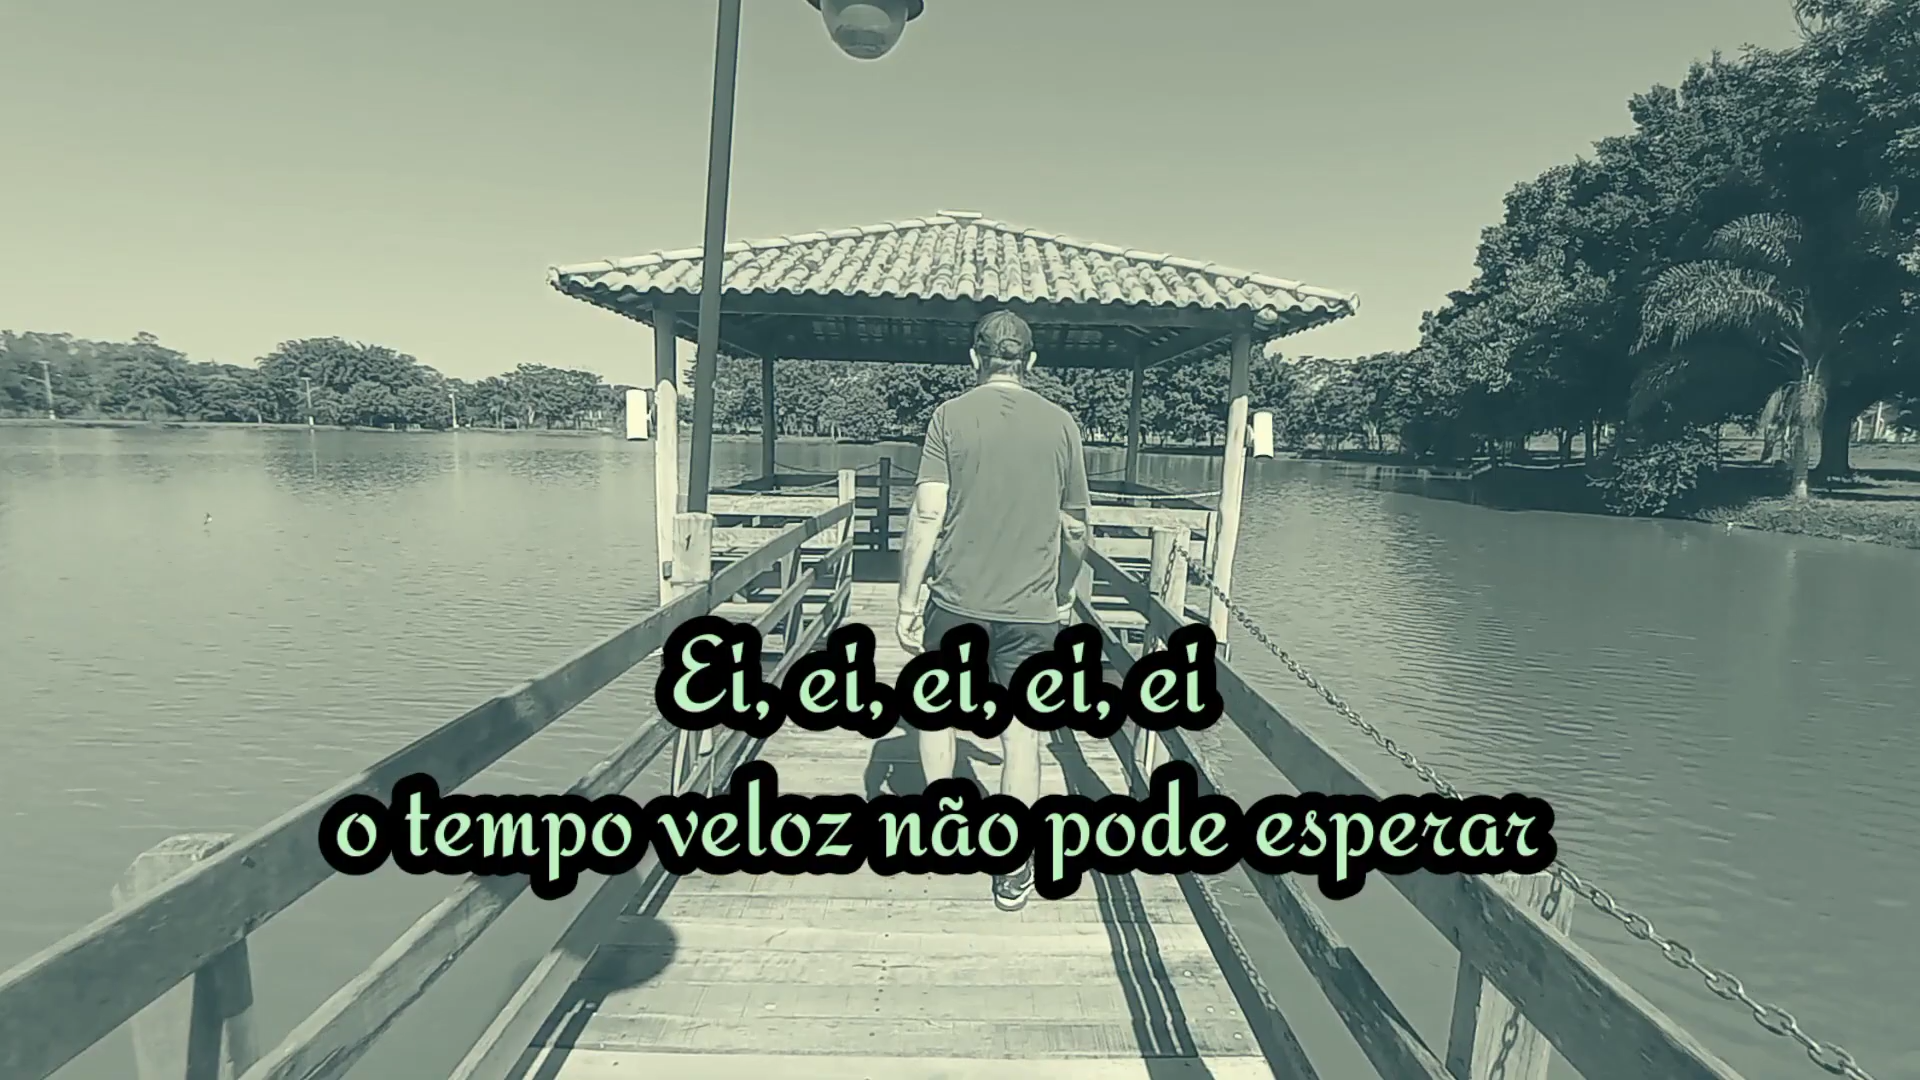 Ei, ei, ei, ei, ei
o tempo veloz não pode esperar